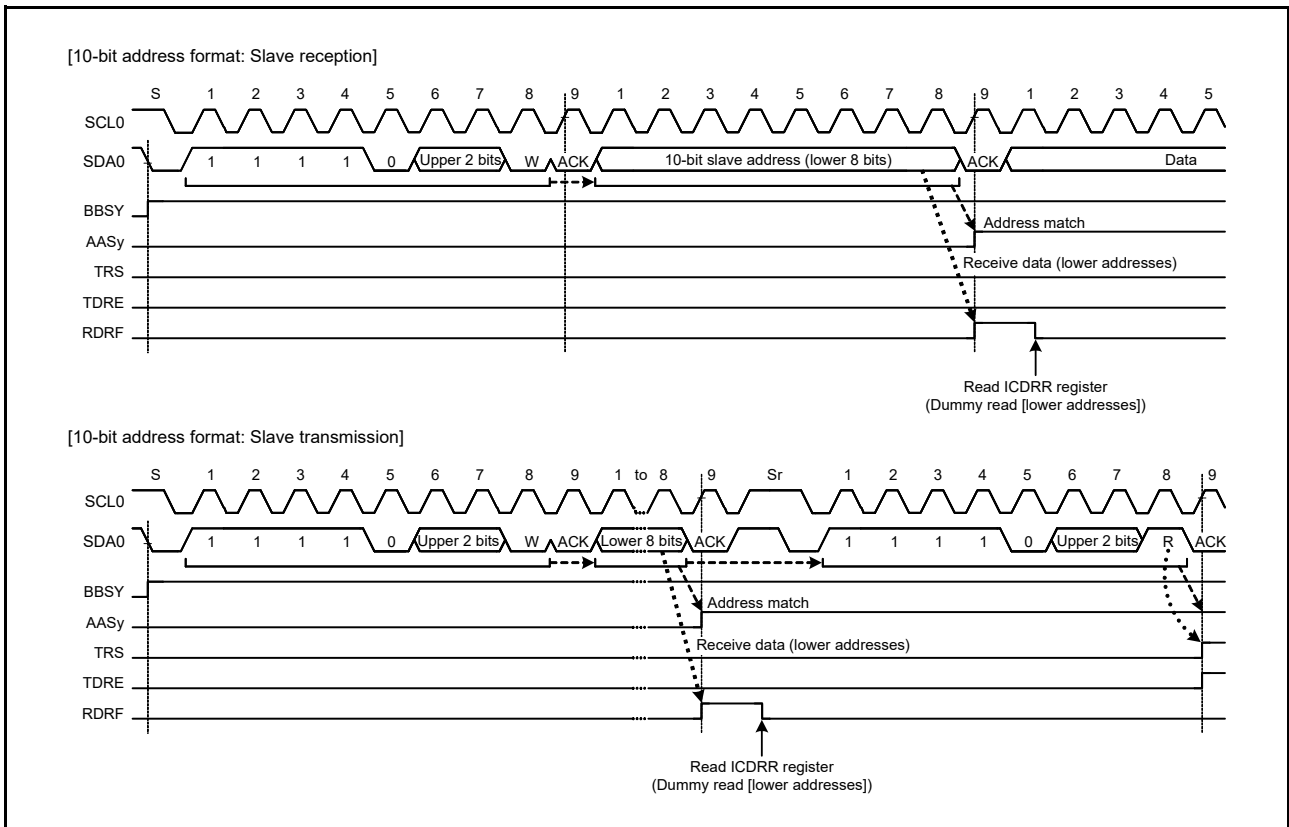 [10-bit address format: Slave reception]
S 1 2 3 4 5 6 7 8 9 1 2 3 4 5 6 7 8 9 1 2 3 4 5
SCL0
SDA0 1 1 1 1 0 Upper 2 bits W ACK 10-bit slave address (lower 8 bits) ACK Data
BBSY
Address match
AASy
Receive data (lower addresses)
TRS
TDRE
RDRF
Read ICDRR register
(Dummy read [lower addresses])
[10-bit address format: Slave transmission]
S 1 2 3 4 5 6 7 8 9 1 to 8 9 Sr 1 2 3 4 5 6 7 8 9
SCL0
SDA0 1 1 1 1 0 Upper 2 bits W ACK Lower 8 bits ACK 1 1 1 1 0 Upper 2 bits R ACK
BBSY
Address match
AASy
Receive data (lower addresses)
TRS
TDRE
RDRF
Read ICDRR register
(Dummy read [lower addresses])